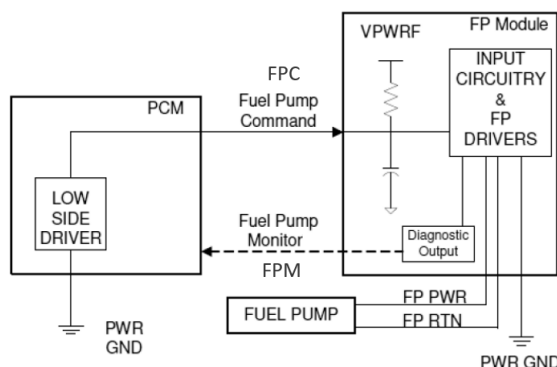 FP Module
VPWRF
INPUT
CIRCUITRY
&
FP
DRIVERS
PCM
FPC
Fuel Pump
Command
LOW
SIDE
DRIVER
Fuel Pump
Monitor
FPM
Diagnostic
Output
FUEL PUMP
FP PWR
FP RTN
PWR
GND
PWR GND